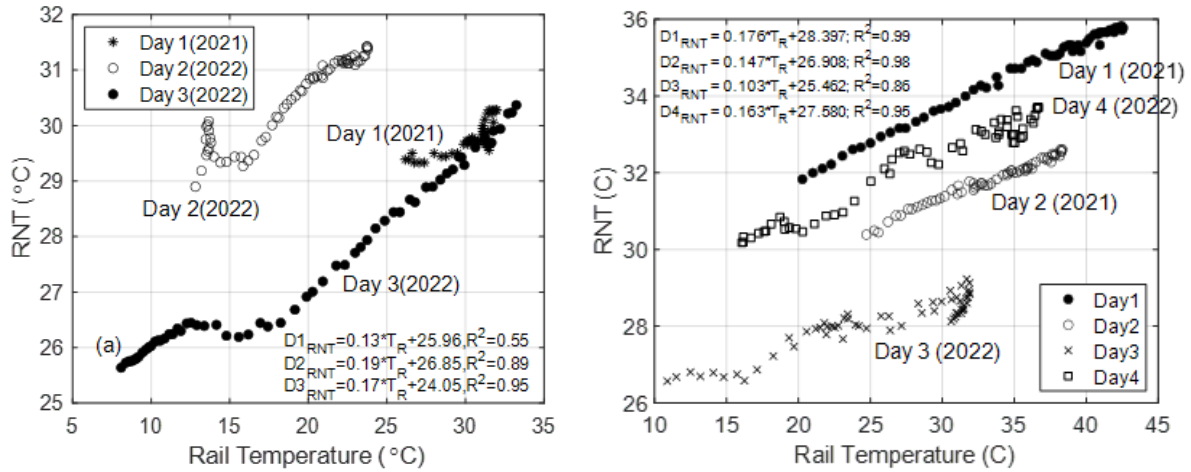 Day 1(2021)
Day 2(2022)
Day 3(2022)
Day 1(2021)
Day 2(2022)
Day 3(2022)
(a)
D1RNT=0.13*TR+25.96,R2=0.55
D2RNT=0.19*TR+26.85,R2=0.89
D3RNT=0.17*TR+24.05,R2=0.95
32
31
30
29
28
27
26
25
5 10 15 20 25 30 35
RNT (°C)
Rail Temperature (°C)
D1RNT = 0.176*TR+28.397; R2=0.99
D2RNT = 0.147*TR+26.908; R2=0.98
D3RNT = 0.103*TR+25.462; R2=0.86
D4RNT = 0.163*TR+27.580; R2=0.95
Day 1 (2021)
Day 4 (2022)
Day 2 (2021)
Day 3 (2022)
Day1
Day2
Day3
Day4
36
34
32
30
28
26
10 15 20 25 30 35 40 45
RNT (C)
Rail Temperature (C)